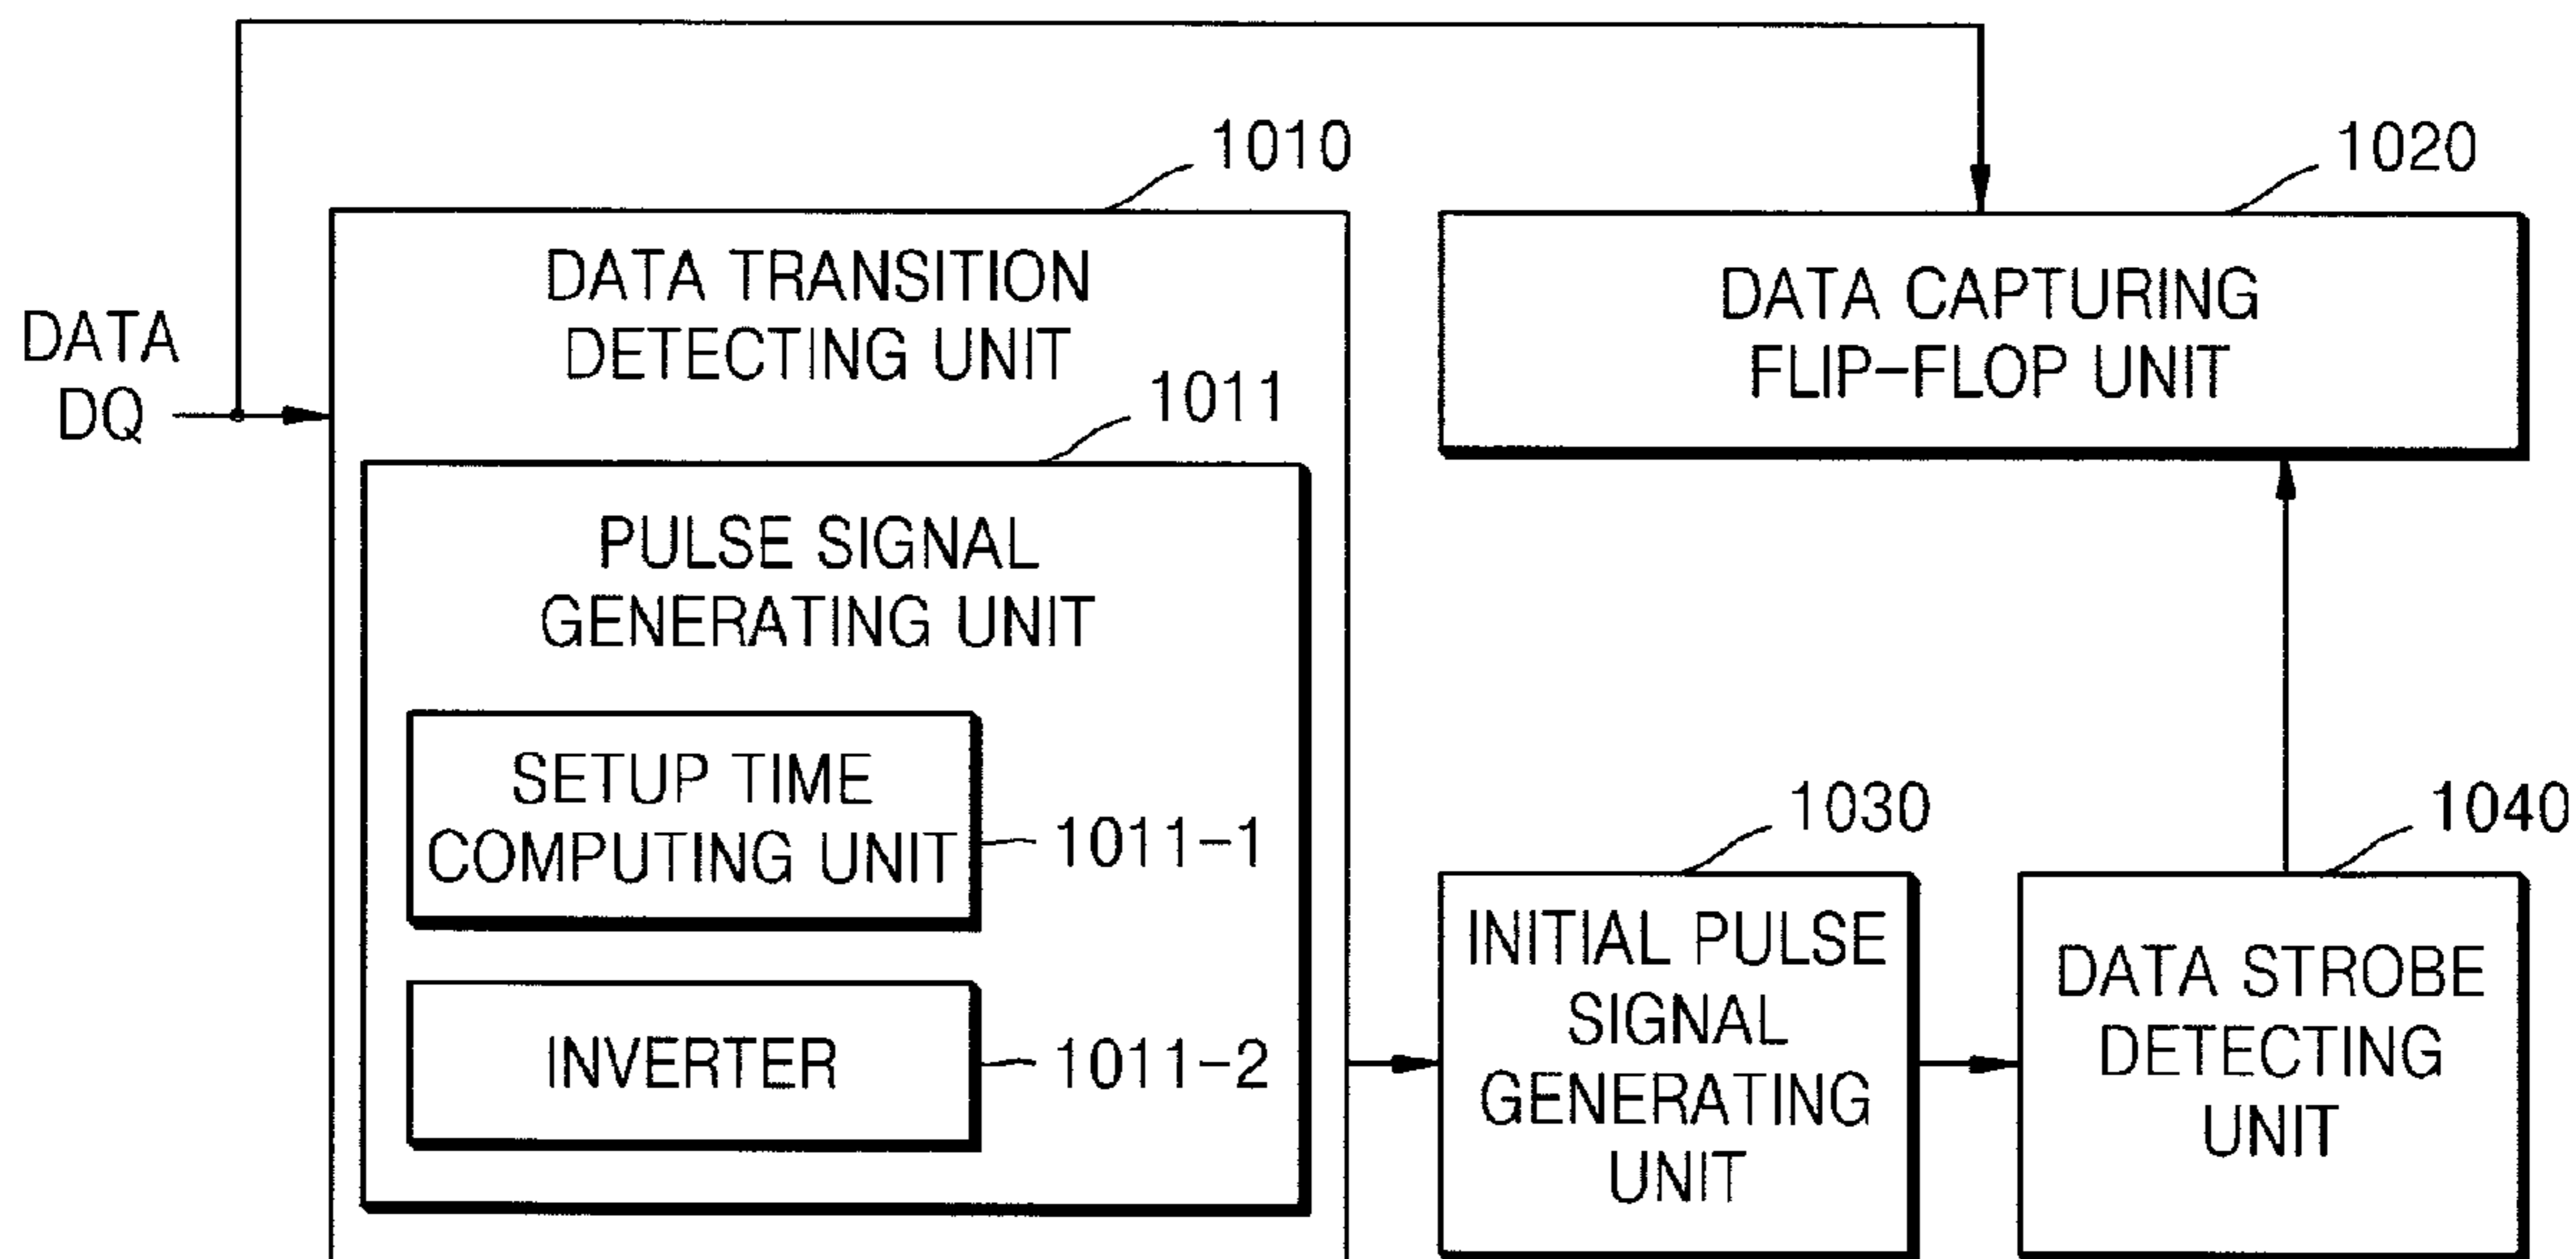 1010
1020
DATA TRANSITION
DETECTING UNIT
DATA CAPTURING
FLIP-FLOP UNIT
DATA
DQ
1011
PULSE SIGNAL
GENERATING UNIT
SETUP TIME
COMPUTING UNIT
1011-1
INVERTER
1011-2
1030
INITIAL PULSE
SIGNAL
GENERATING
UNIT
1040
DATA STROBE
DETECTING
UNIT